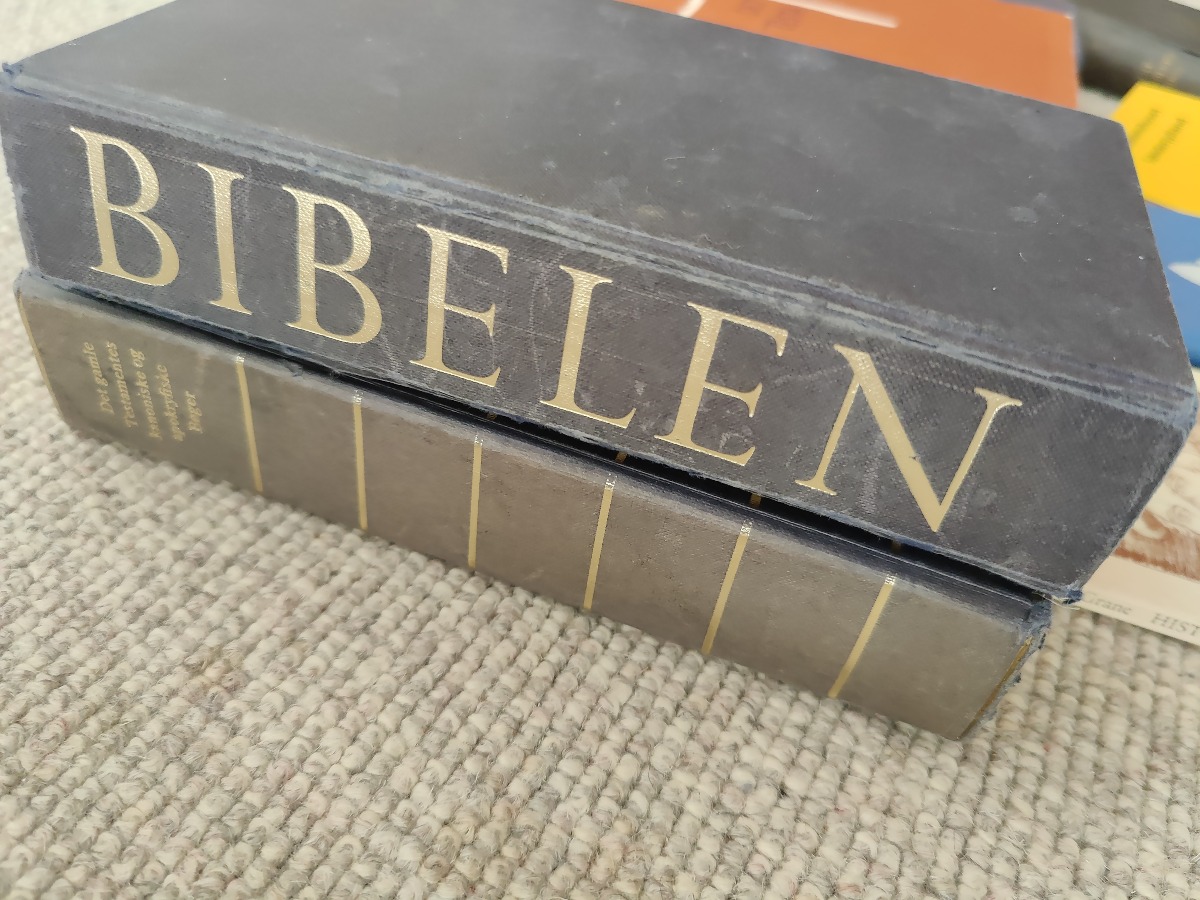 BIBELEN
Det gamle
Testamentes
kanoniske og
apokryfiske
Bøger
HIST